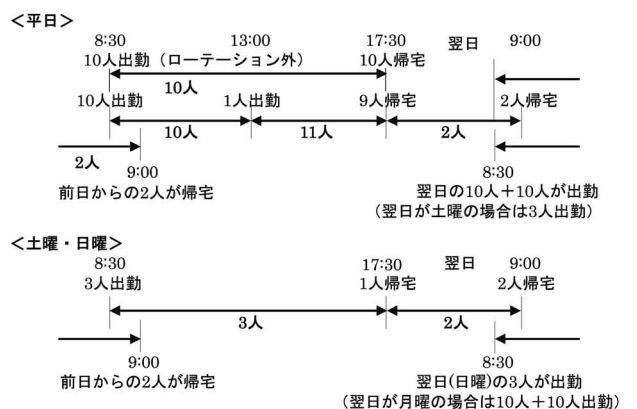 <平日>
8:30 13:00 17:30 翌日 9:00
10人出勤(ローテーション外) 10人帰宅
10人
10人出勤 1人出勤 9人帰宅 2人帰宅
10人 11人 2人
2人
9:00 8:30
前日からの2人が帰宅 翌日の10人+10人が出勤
(翌日が土曜の場合は3人出勤)
<土曜・日曜>
8:30 17:30 翌日 9:00
3人出勤 1人帰宅 2人帰宅
3人 2人
9:00 8:30
前日からの2人が帰宅 翌日(日曜)の3人が出勤
(翌日が月曜の場合は10人+10人出勤)